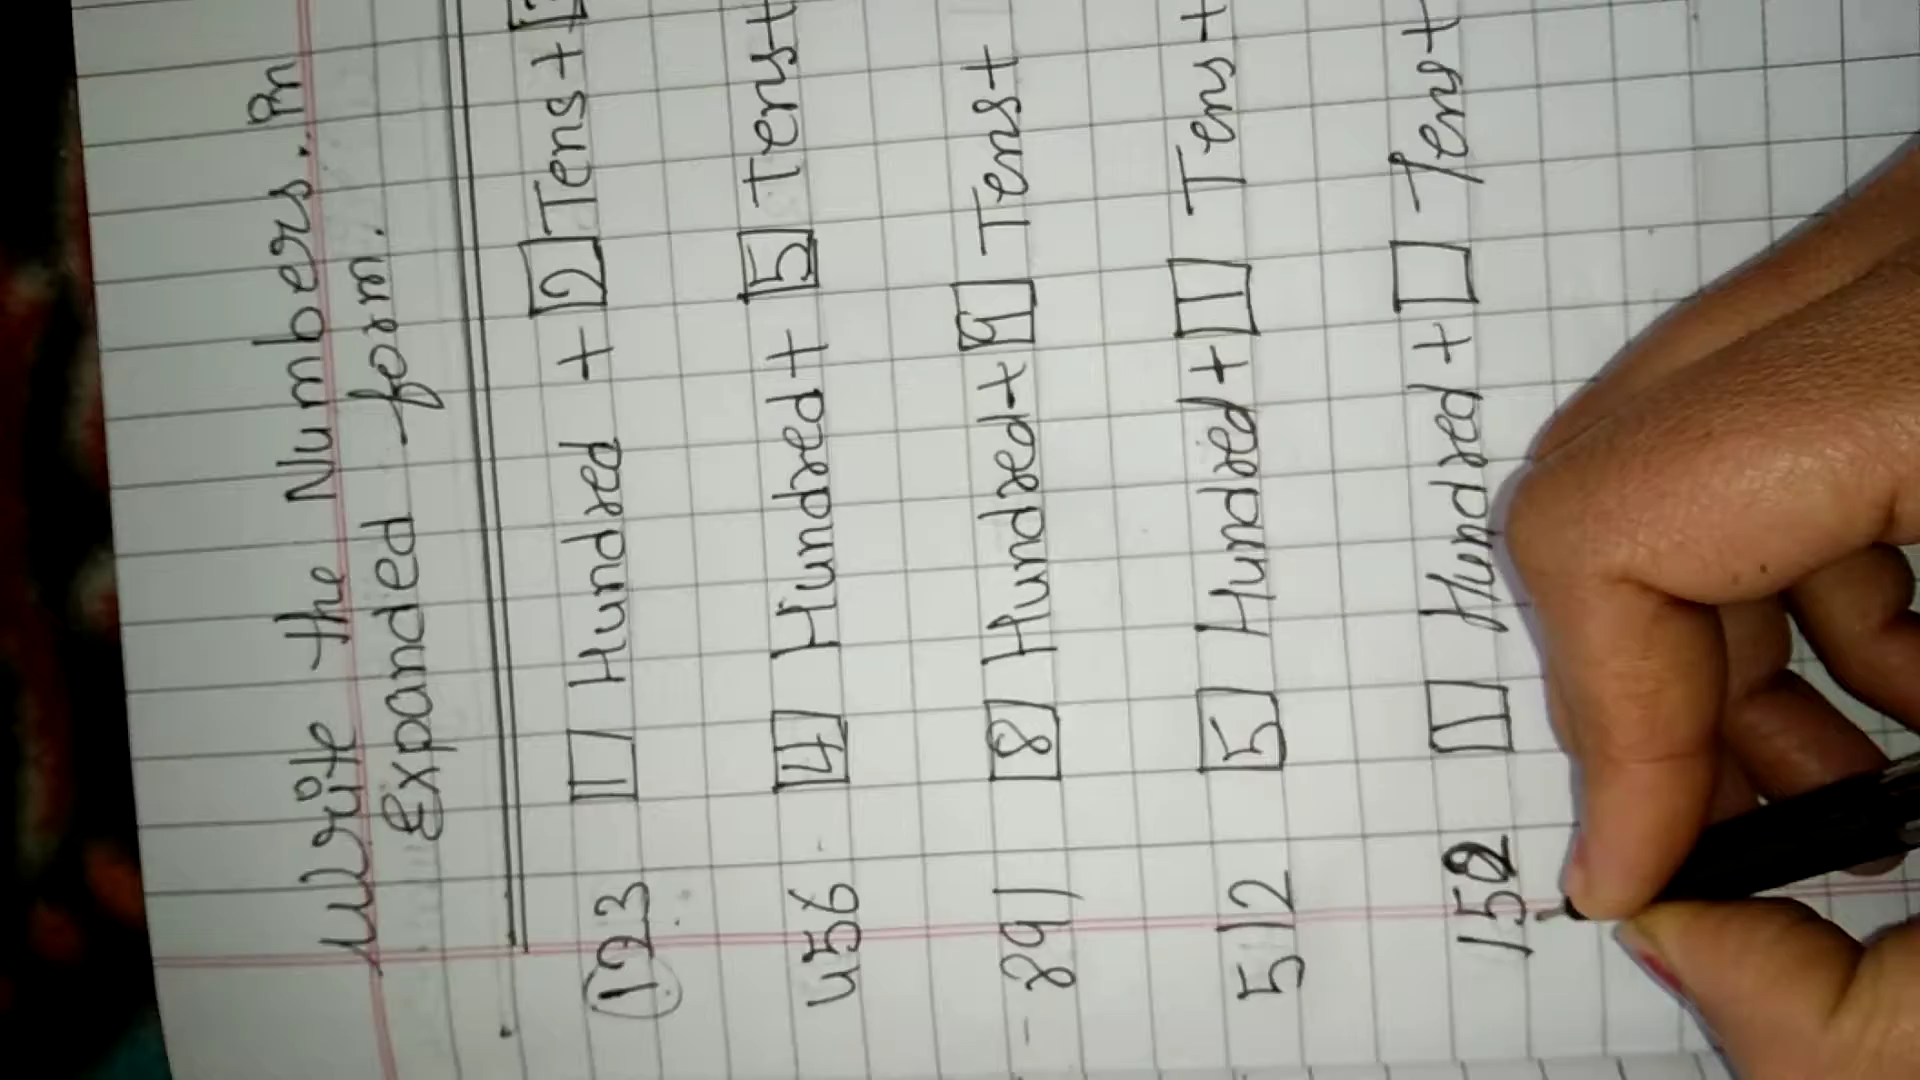 Write the Numbers. in
Expanded form.
123 1 Hundred + 2 Tens +
456 4 Hundred + 5 Tens +
891 8 Hundred + 9 Tens +
512 5 Hundred + 1 Tens +
152 1 Hundred + Tens +